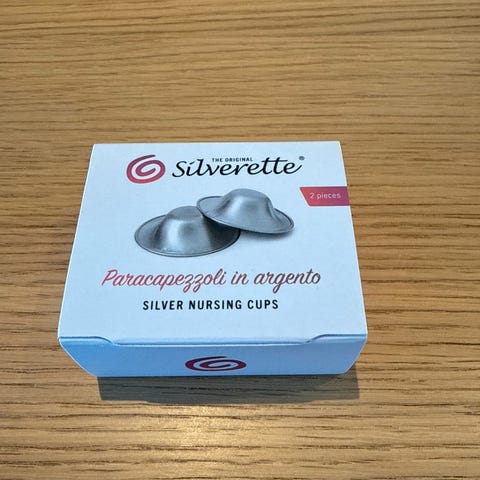 THE ORIGINAL
Silverette®
2 pieces
Paracapezzoli in argento
SILVER NURSING CUPS